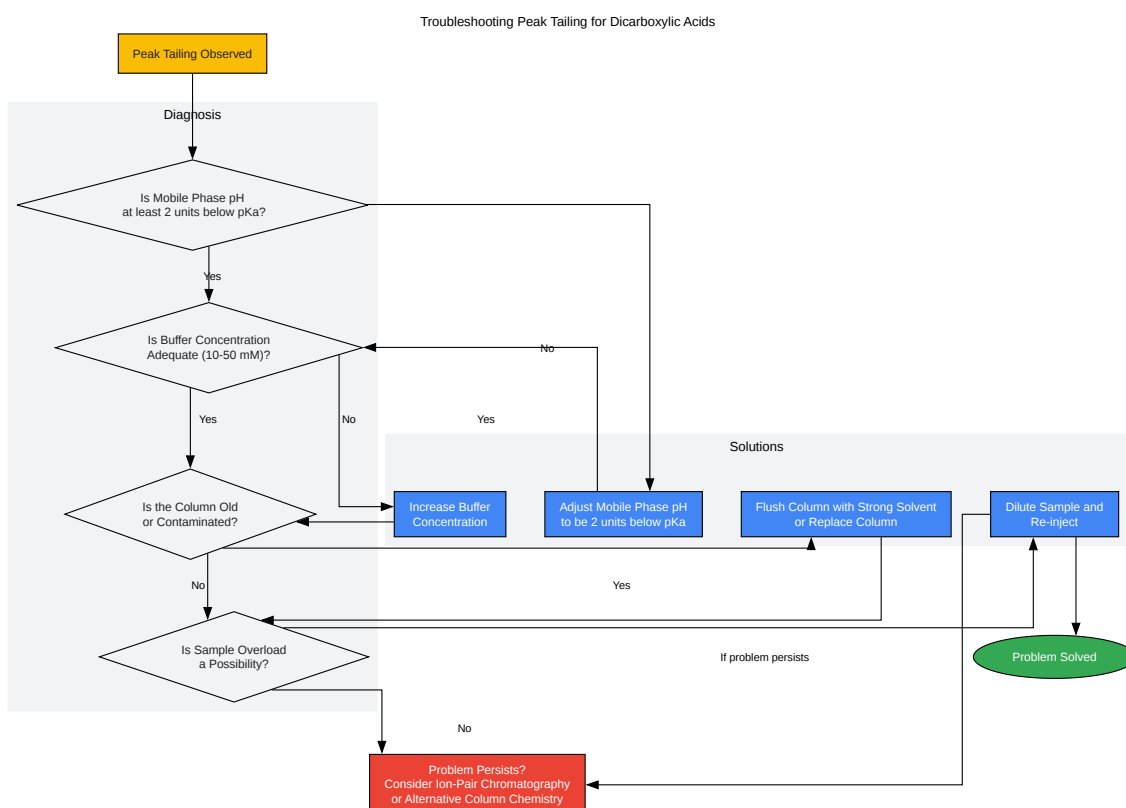 Troubleshooting Peak Tailing for Dicarboxylic Acids
Peak Tailing Observed
Diagnosis
Is Mobile Phase pH
at least 2 units below pKa?
Yes
Is Buffer Concentration
Adequate (10-50 mM)?
No
Yes
No
Yes
Solutions
Is the Column Old
or Contaminated?
Increase Buffer
Concentration
Adjust Mobile Phase pH
to be 2 units below pKa
Flush Column with Strong Solvent
or Replace Column
Dilute Sample and
Re-inject
No
Yes
Is Sample Overload
a Possibility?
If problem persists
Problem Solved
No
Problem Persists?
Consider Ion-Pair Chromatography
or Alternative Column Chemistry